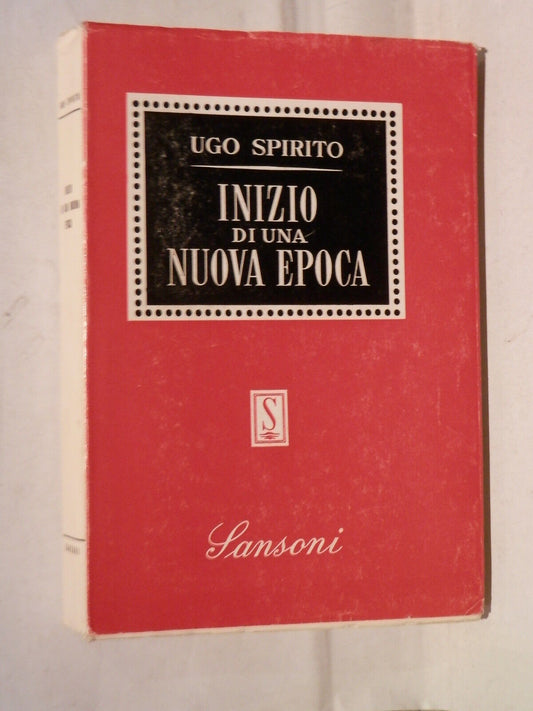 UGO SPIRITO
INIZIO
DI UNA
NUOVA EPOCA
S
Sansoni